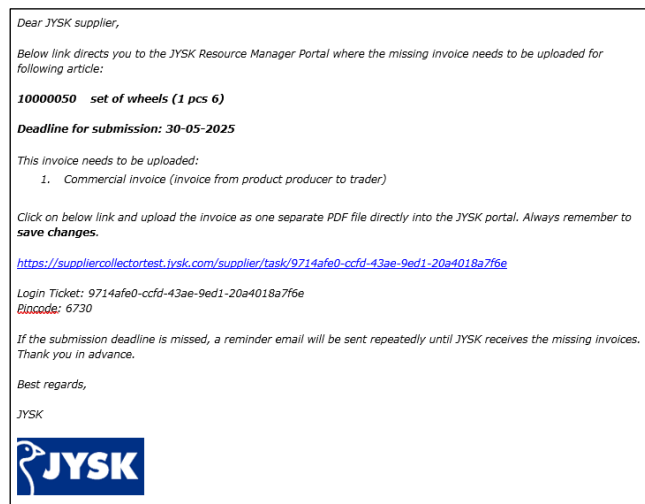 Dear JYSK supplier,
Below link directs you to the JYSK Resource Manager Portal where the missing invoice needs to be uploaded for
following article:
10000050 set of wheels (1 pcs 6)
Deadline for submission: 30-05-2025
This invoice needs to be uploaded:
1. Commercial invoice (invoice from product producer to trader)
Click on below link and upload the invoice as one separate PDF file directly into the JYSK portal. Always remember to
save changes.
https://suppliercollectortest.jysk.com/supplier/task/9714afe0-ccfd-43ae-9ed1-20a4018a7f6e
Login Ticket: 9714afe0-ccfd-43ae-9ed1-20a4018a7f6e
Pincode: 6730
If the submission deadline is missed, a reminder email will be sent repeatedly until JYSK receives the missing invoices.
Thank you in advance.
Best regards,
JYSK
JYSK